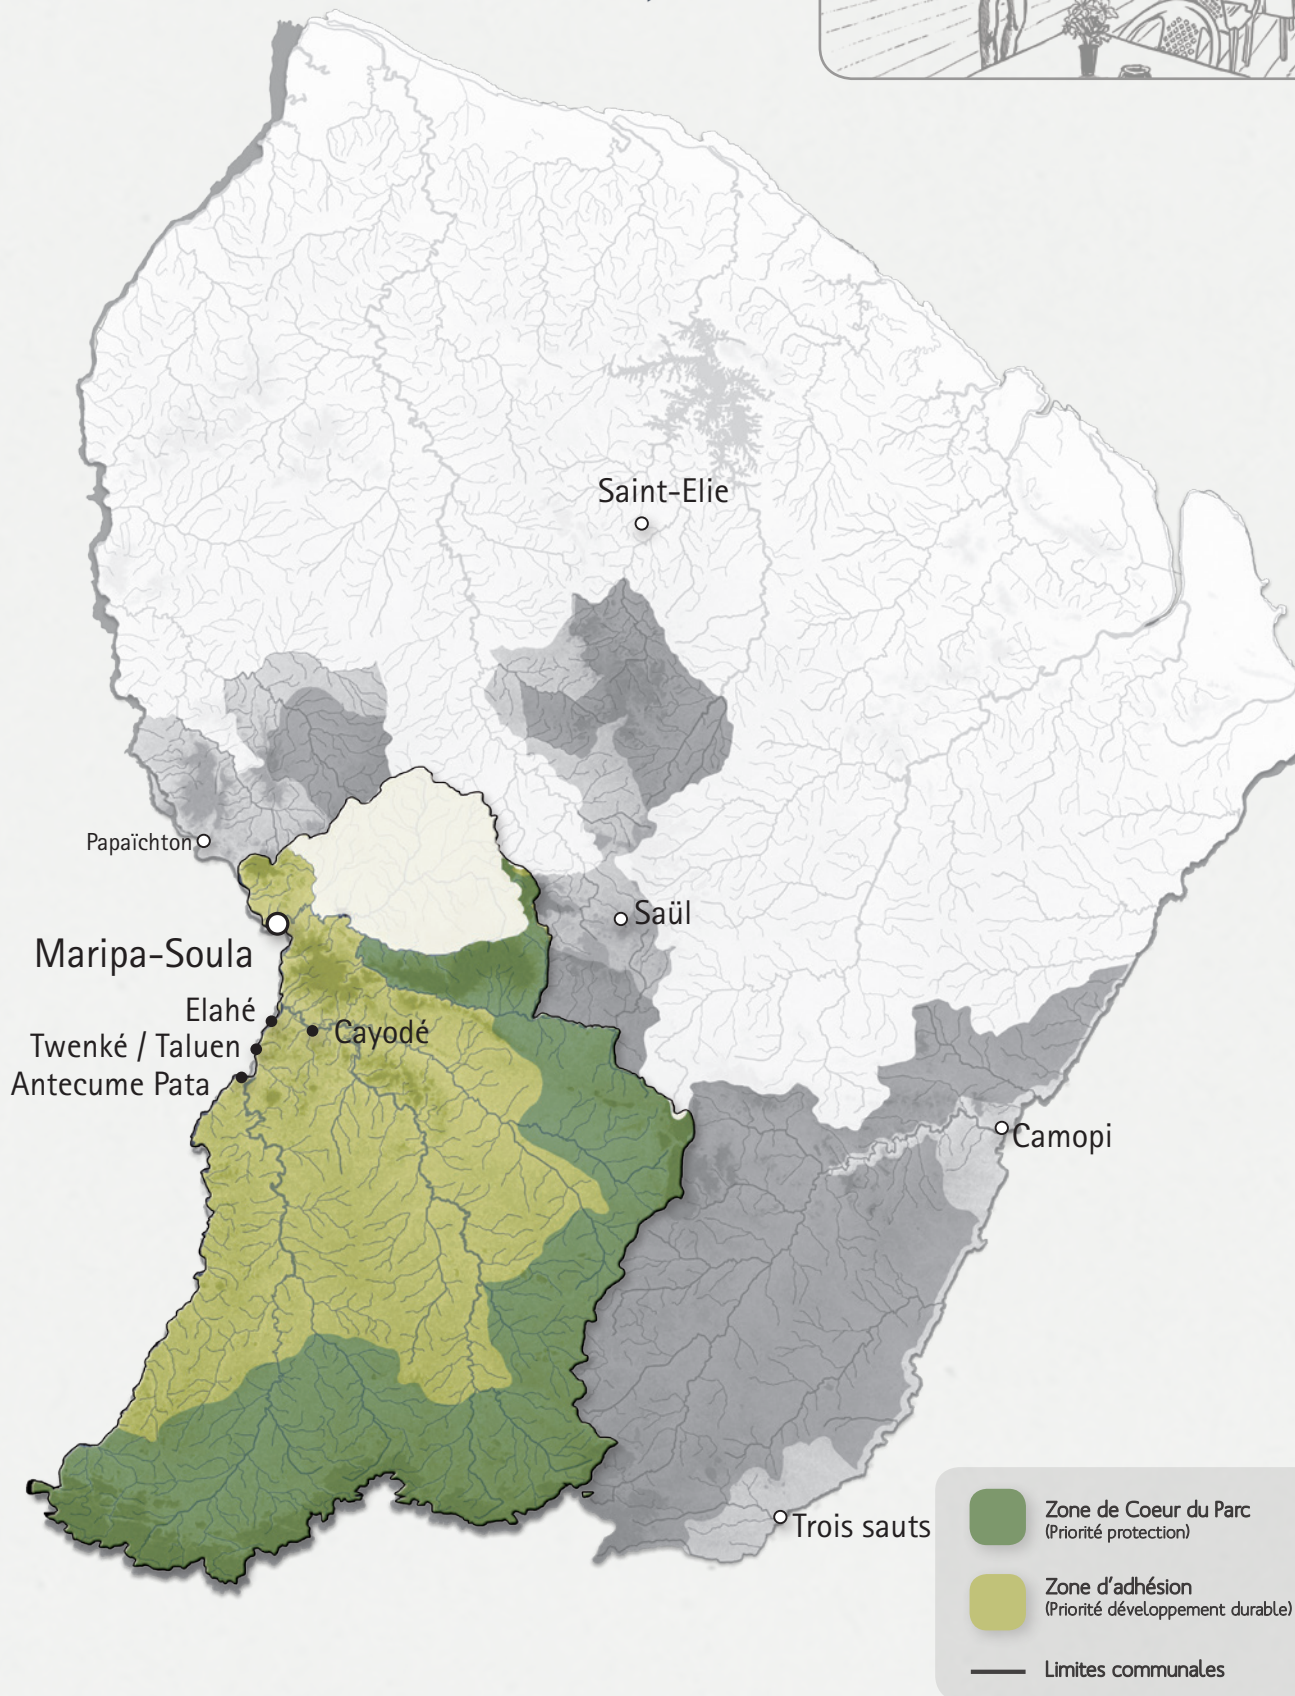 Saint-Elie
Papaïchton
Saül
Maripa-Soula
Elahé
Cayodé
Twenké / Taluen
Antecume Pata
Camopi
Trois sauts
Zone de Coeur du Parc
(Priorité protection)
Zone d'adhésion
(Priorité développement durable)
Limites communales